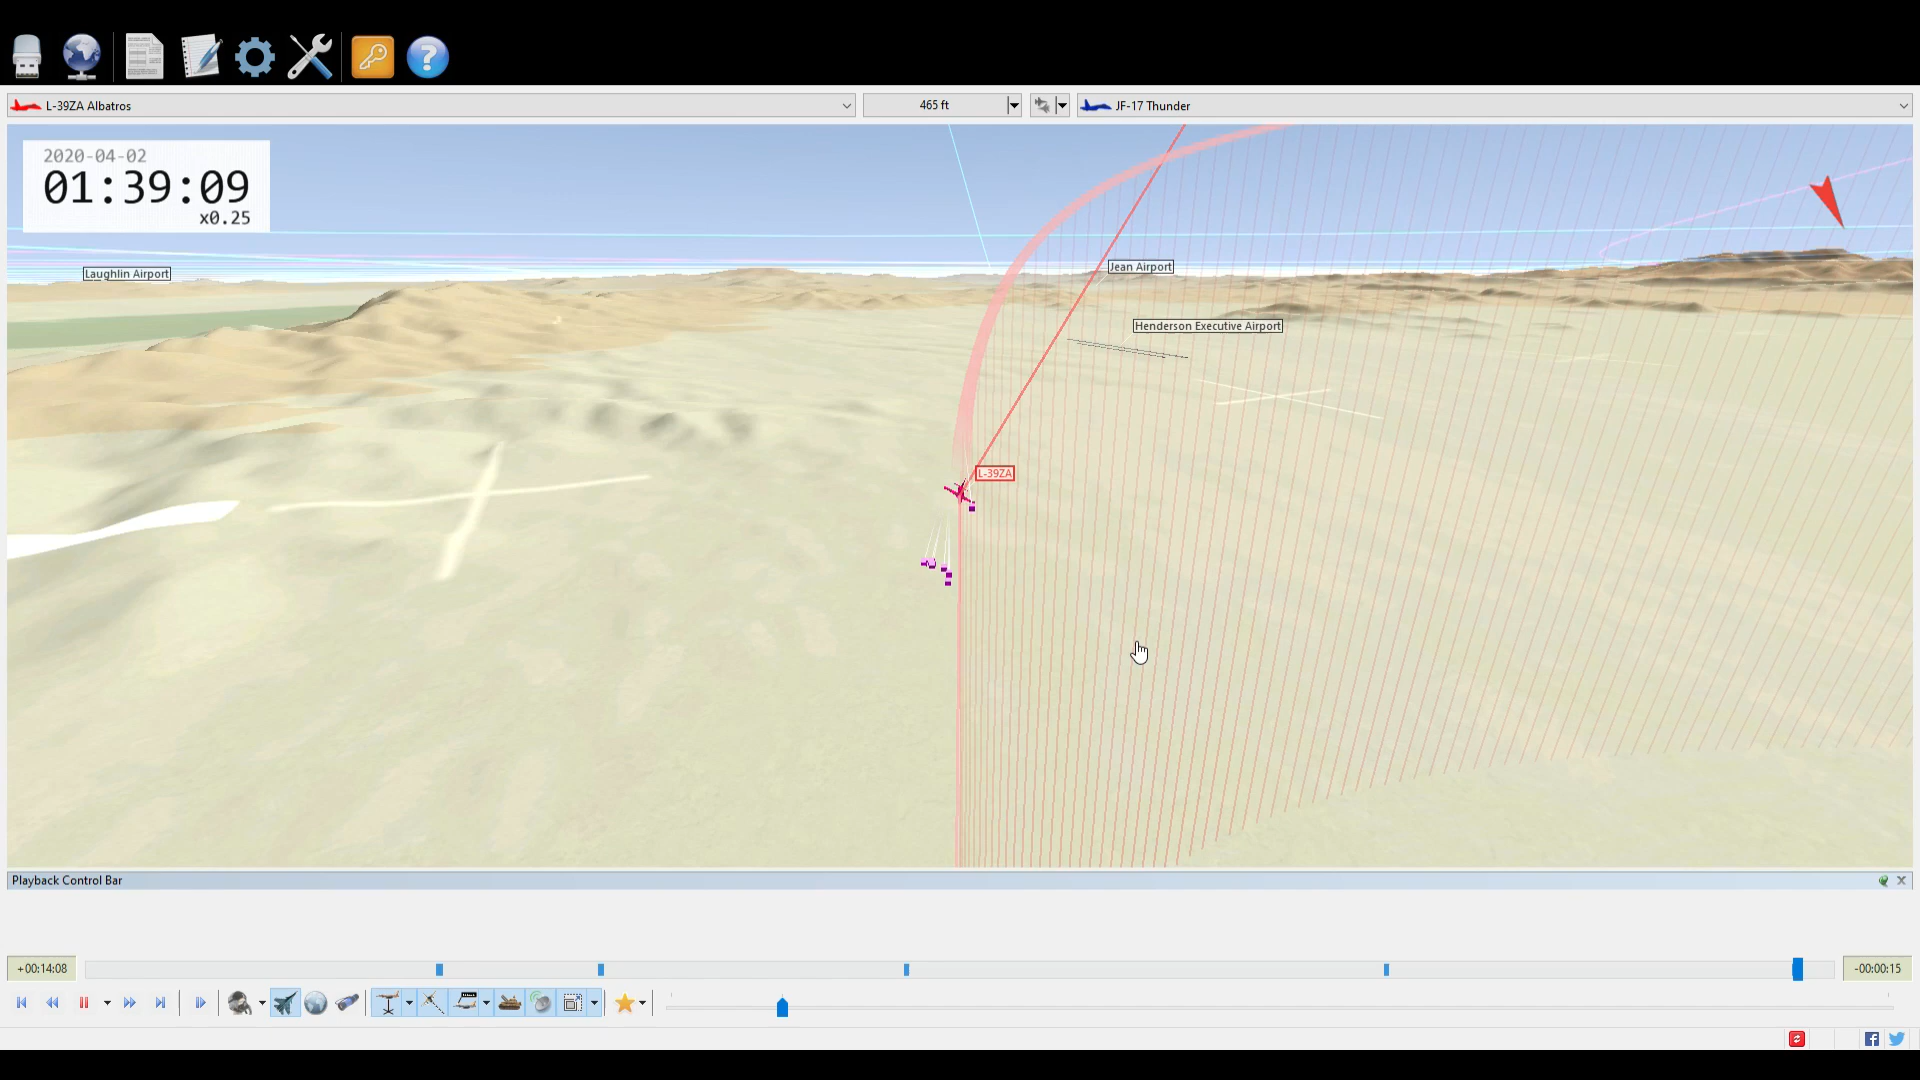 L-39ZA Albatros
465 ft
JF-17 Thunder
2020-04-02
01:39:09
x0.25
Laughlin Airport
Jean Airport
Henderson Executive Airport
L-39ZA
Playback Control Bar
+00:14:08
-00:00:15